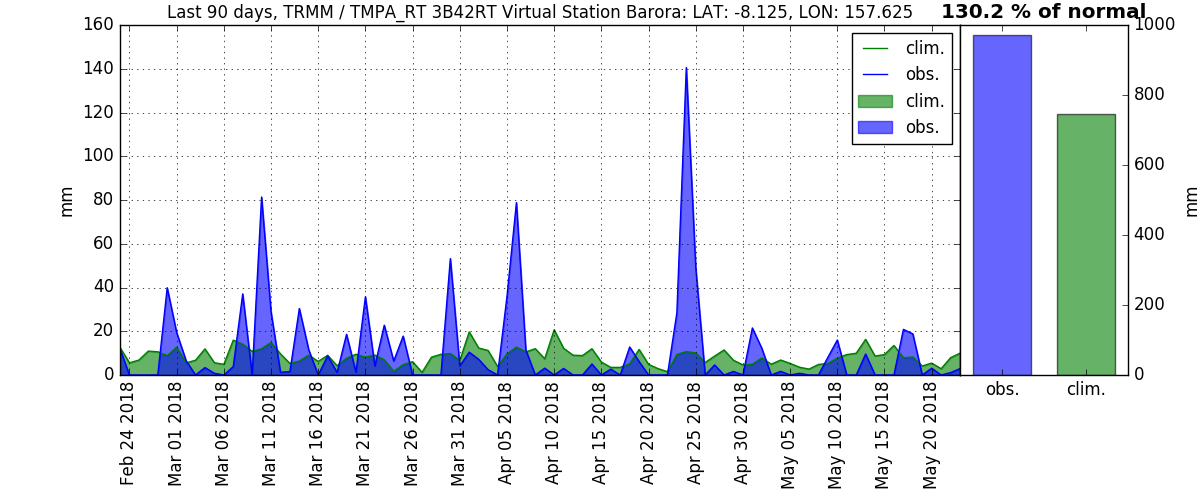 Last 90 days, TRMM / TMPA_RT 3B42RT Virtual Station Barora: LAT: -8.125, LON: 157.625
130.2 % of normal
160
140
120
100
80
60
40
20
0
mm
clim.
obs.
clim.
obs.
Feb 24 2018
Mar 01 2018
Mar 06 2018
Mar 11 2018
Mar 16 2018
Mar 21 2018
Mar 26 2018
Mar 31 2018
Apr 05 2018
Apr 10 2018
Apr 15 2018
Apr 20 2018
Apr 25 2018
Apr 30 2018
May 05 2018
May 10 2018
May 15 2018
May 20 2018
1000
800
600
400
200
0
mm
obs.
clim.